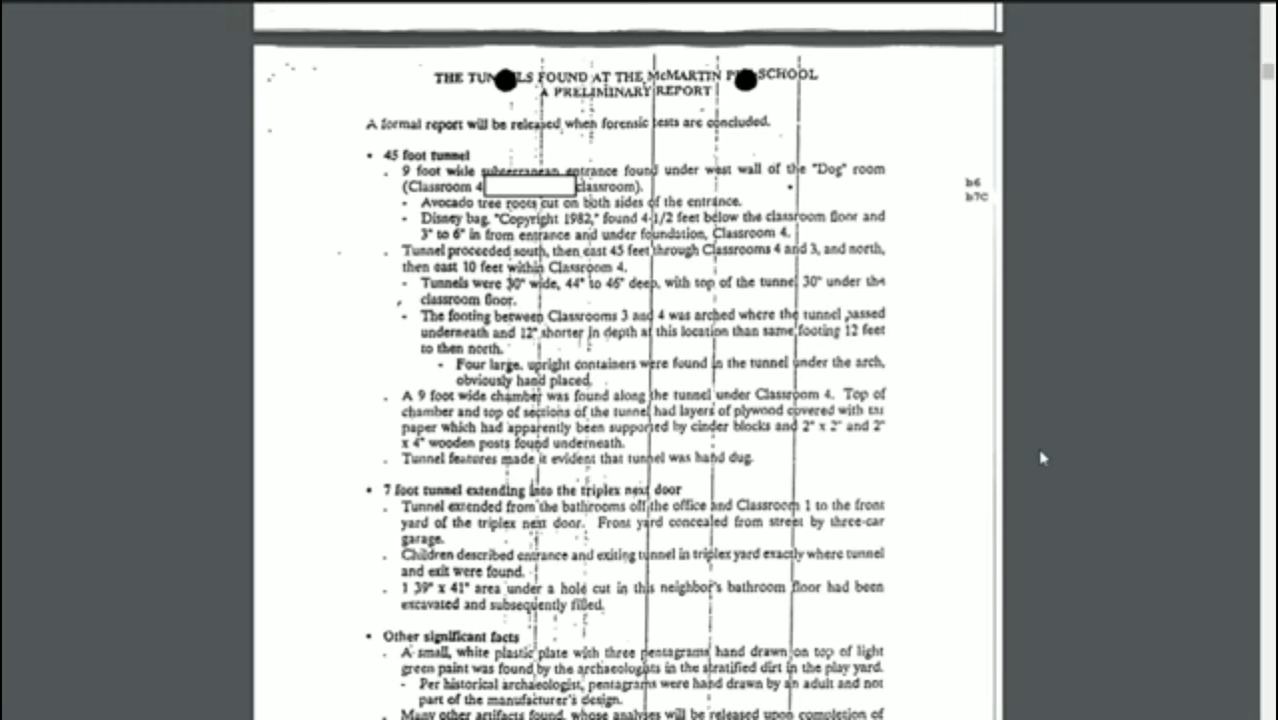 THE TUN LS FOUND AT THE McMARTIN P SCHOOL
A PRELIMINARY REPORT
A formal report will be released when forensic tests are concluded.
• 45 foot tunnel
. 9 foot wide subterranean entrance found under west wall of the "Dog" room
(Classroom 4 classroom).
b6
b7C
- Avocado tree roots cut on both sides of the entrance.
- Disney bag, "Copyright 1982," found 4-1/2 feet below the classroom floor and
3" to 6" in from entrance and under foundation, Classroom 4.
. Tunnel proceeded south, then east 45 feet through Classrooms 4 and 3, and north,
then east 10 feet within Classroom 4.
- Tunnels were 30" wide, 44" to 46" deep, with top of the tunnel 30" under the
classroom floor.
- The footing between Classrooms 3 and 4 was arched where the tunnel passed
underneath and 12" shorter in depth at this location than same footing 12 feet
to then north.
- Four large, upright containers were found in the tunnel under the arch,
obviously hand placed.
. A 9 foot wide chamber was found along the tunnel under Classroom 4. Top of
chamber and top of sections of the tunnel had layers of plywood covered with tar
paper which had apparently been supported by cinder blocks and 2" x 2" and 2"
x 4" wooden posts found underneath.
. Tunnel features made it evident that tunnel was hand dug.
• 7 foot tunnel extending into the triplex next door
. Tunnel extended from the bathrooms off the office and Classroom 1 to the front
yard of the triplex next door. Front yard concealed from street by three-car
garage.
. Children described entrance and exiting tunnel in triplex yard exactly where tunnel
and exit were found.
. 1 39" x 41" area under a hole cut in this neighbor's bathroom floor had been
excavated and subsequently filled.
• Other significant facts
. A small, white plastic plate with three pentagrams hand drawn on top of light
green paint was found by the archaeologists in the stratified dirt in the play yard.
- Per historical archaeologist, pentagrams were hand drawn by an adult and not
part of the manufacturer's design.
. Many other artifacts found, whose analyses will be released upon completion of